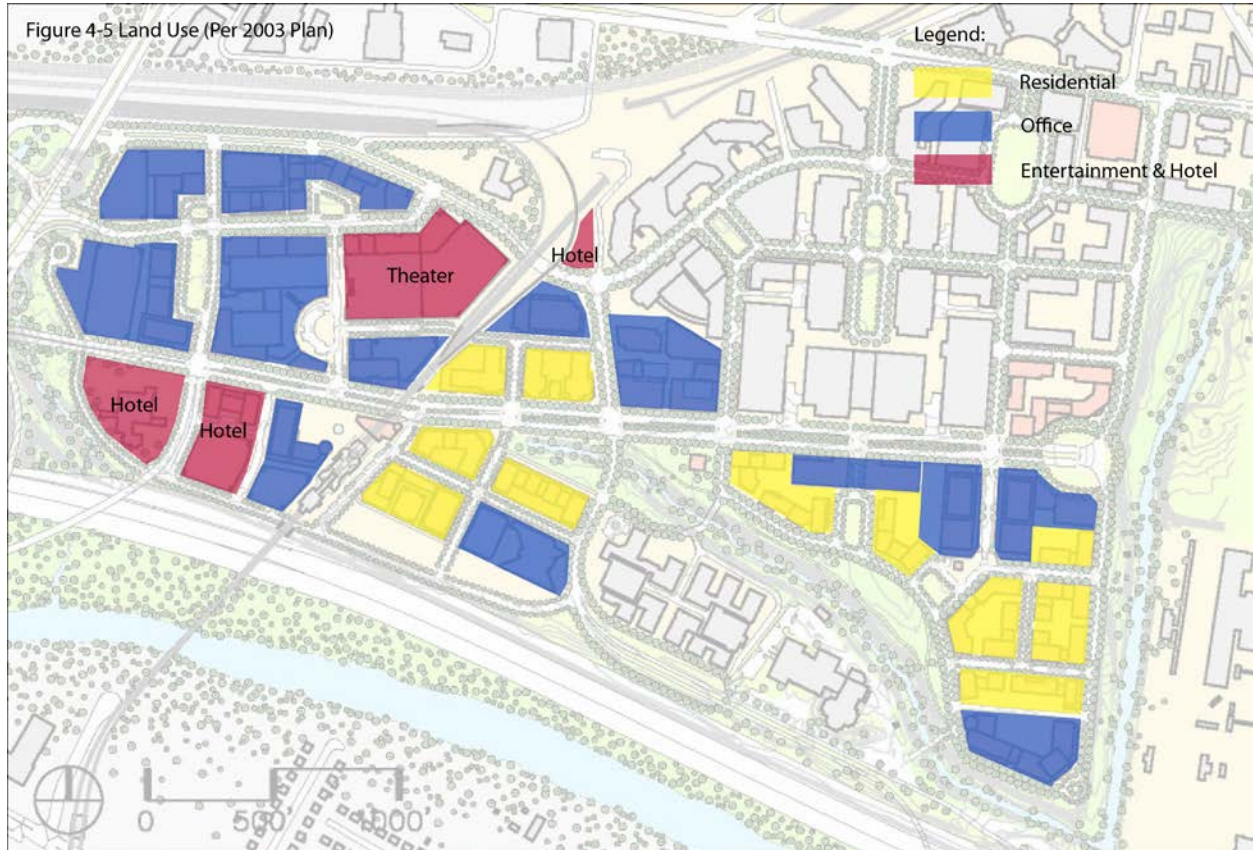 Figure 4-5 Land Use (Per 2003 Plan)
Legend:
Residential
Office
Entertainment & Hotel
Hotel
Theater
Hotel
Hotel
0 500' 1000'